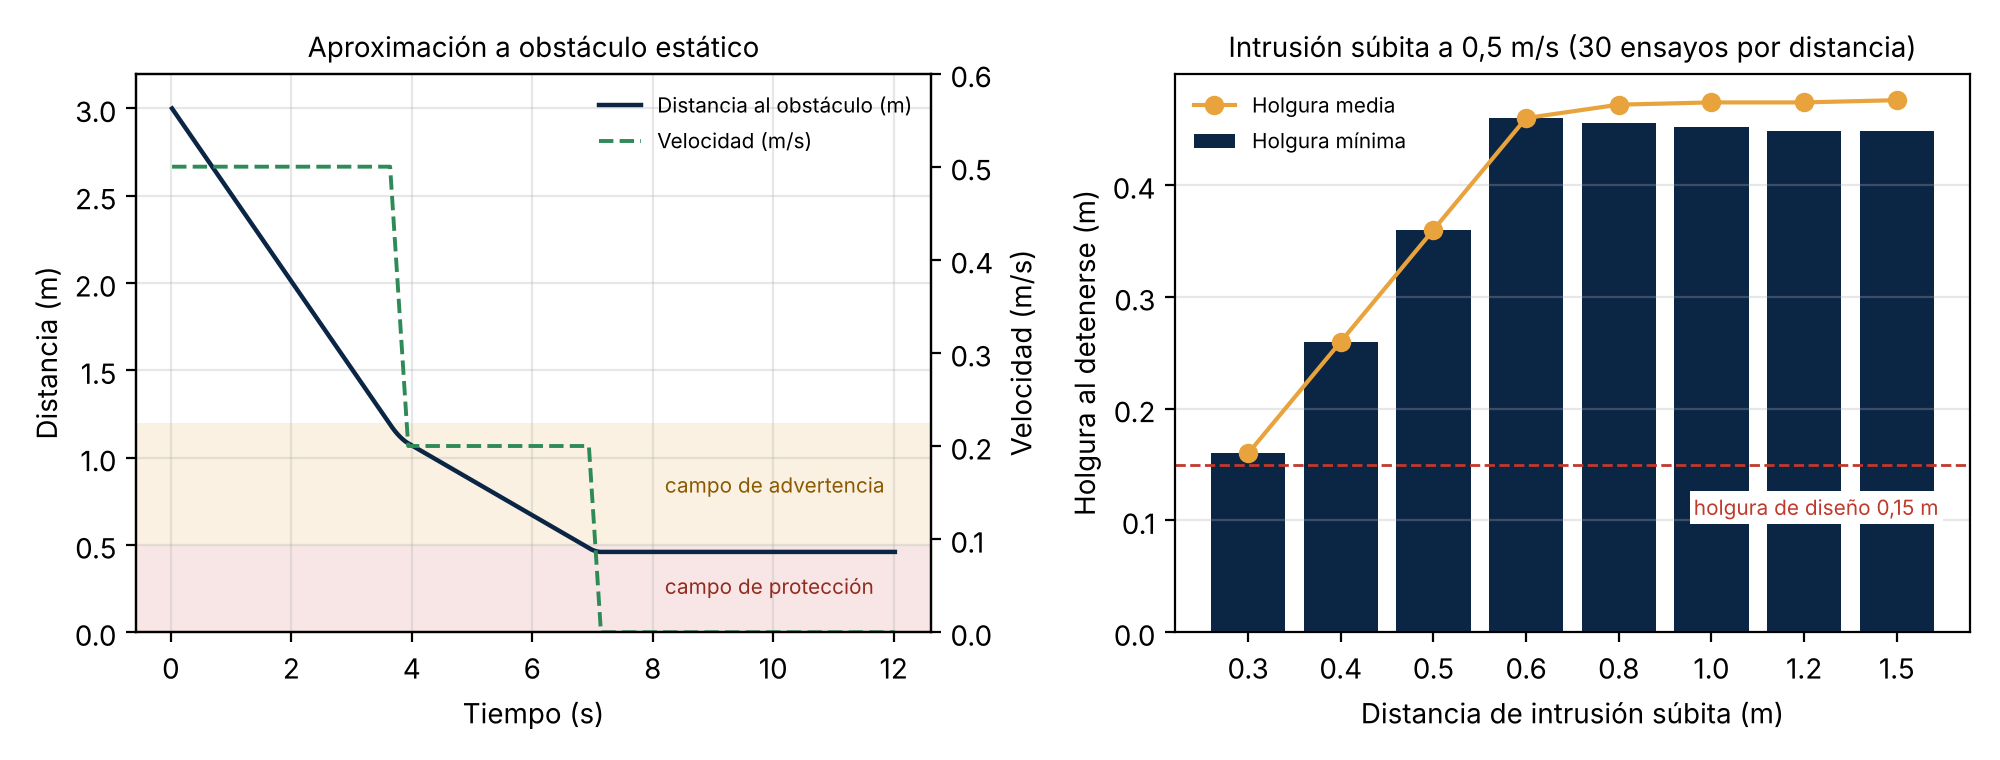 Aproximación a obstáculo estático
Distancia al obstáculo (m)
Velocidad (m/s)
campo de advertencia
campo de protección
Distancia (m)
3.0
2.5
2.0
1.5
1.0
0.5
0.0
Velocidad (m/s)
0.6
0.5
0.4
0.3
0.2
0.1
0.0
0 2 4 6 8 10 12
Tiempo (s)
Intrusión súbita a 0,5 m/s (30 ensayos por distancia)
Holgura media
Holgura mínima
holgura de diseño 0,15 m
Holgura al detenerse (m)
0.4
0.3
0.2
0.1
0.0
0.3 0.4 0.5 0.6 0.8 1.0 1.2 1.5
Distancia de intrusión súbita (m)